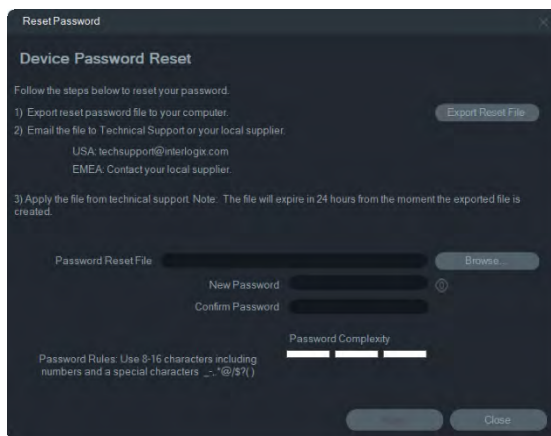 Reset Password
Device Password Reset
Follow the steps below to reset your password.
1) Export reset password file to your computer.
Export Reset File
2) Email the file to Technical Support or your local supplier.
USA: techsupport@interlogix.com
EMEA: Contact your local supplier.
3) Apply the file from technical support. Note: The file will expire in 24 hours from the moment the exported file is
created.
Password Reset File
Browse...
New Password
Confirm Password
Password Complexity
Password Rules: Use 8-16 characters including
numbers and a special characters _-,.*@/$?( )
Close